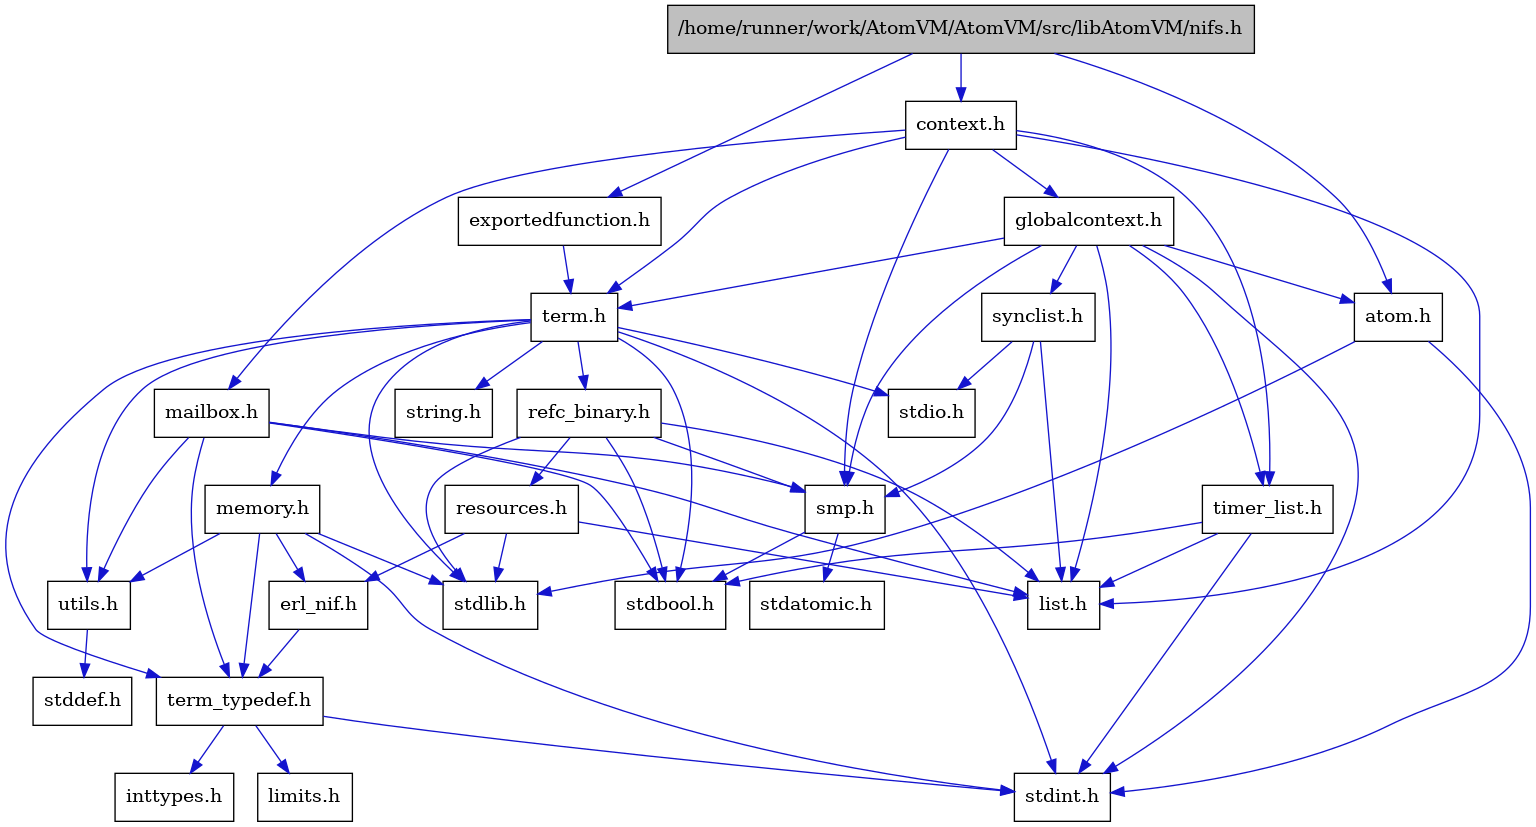 /home/runner/work/AtomVM/AtomVM/src/libAtomVM/nifs.h
context.h
exportedfunction.h
globalcontext.h
term.h
synclist.h
atom.h
mailbox.h
string.h
refc_binary.h
stdio.h
memory.h
resources.h
smp.h
timer_list.h
utils.h
erl_nif.h
stdlib.h
stdbool.h
stdatomic.h
list.h
stddef.h
term_typedef.h
inttypes.h
limits.h
stdint.h